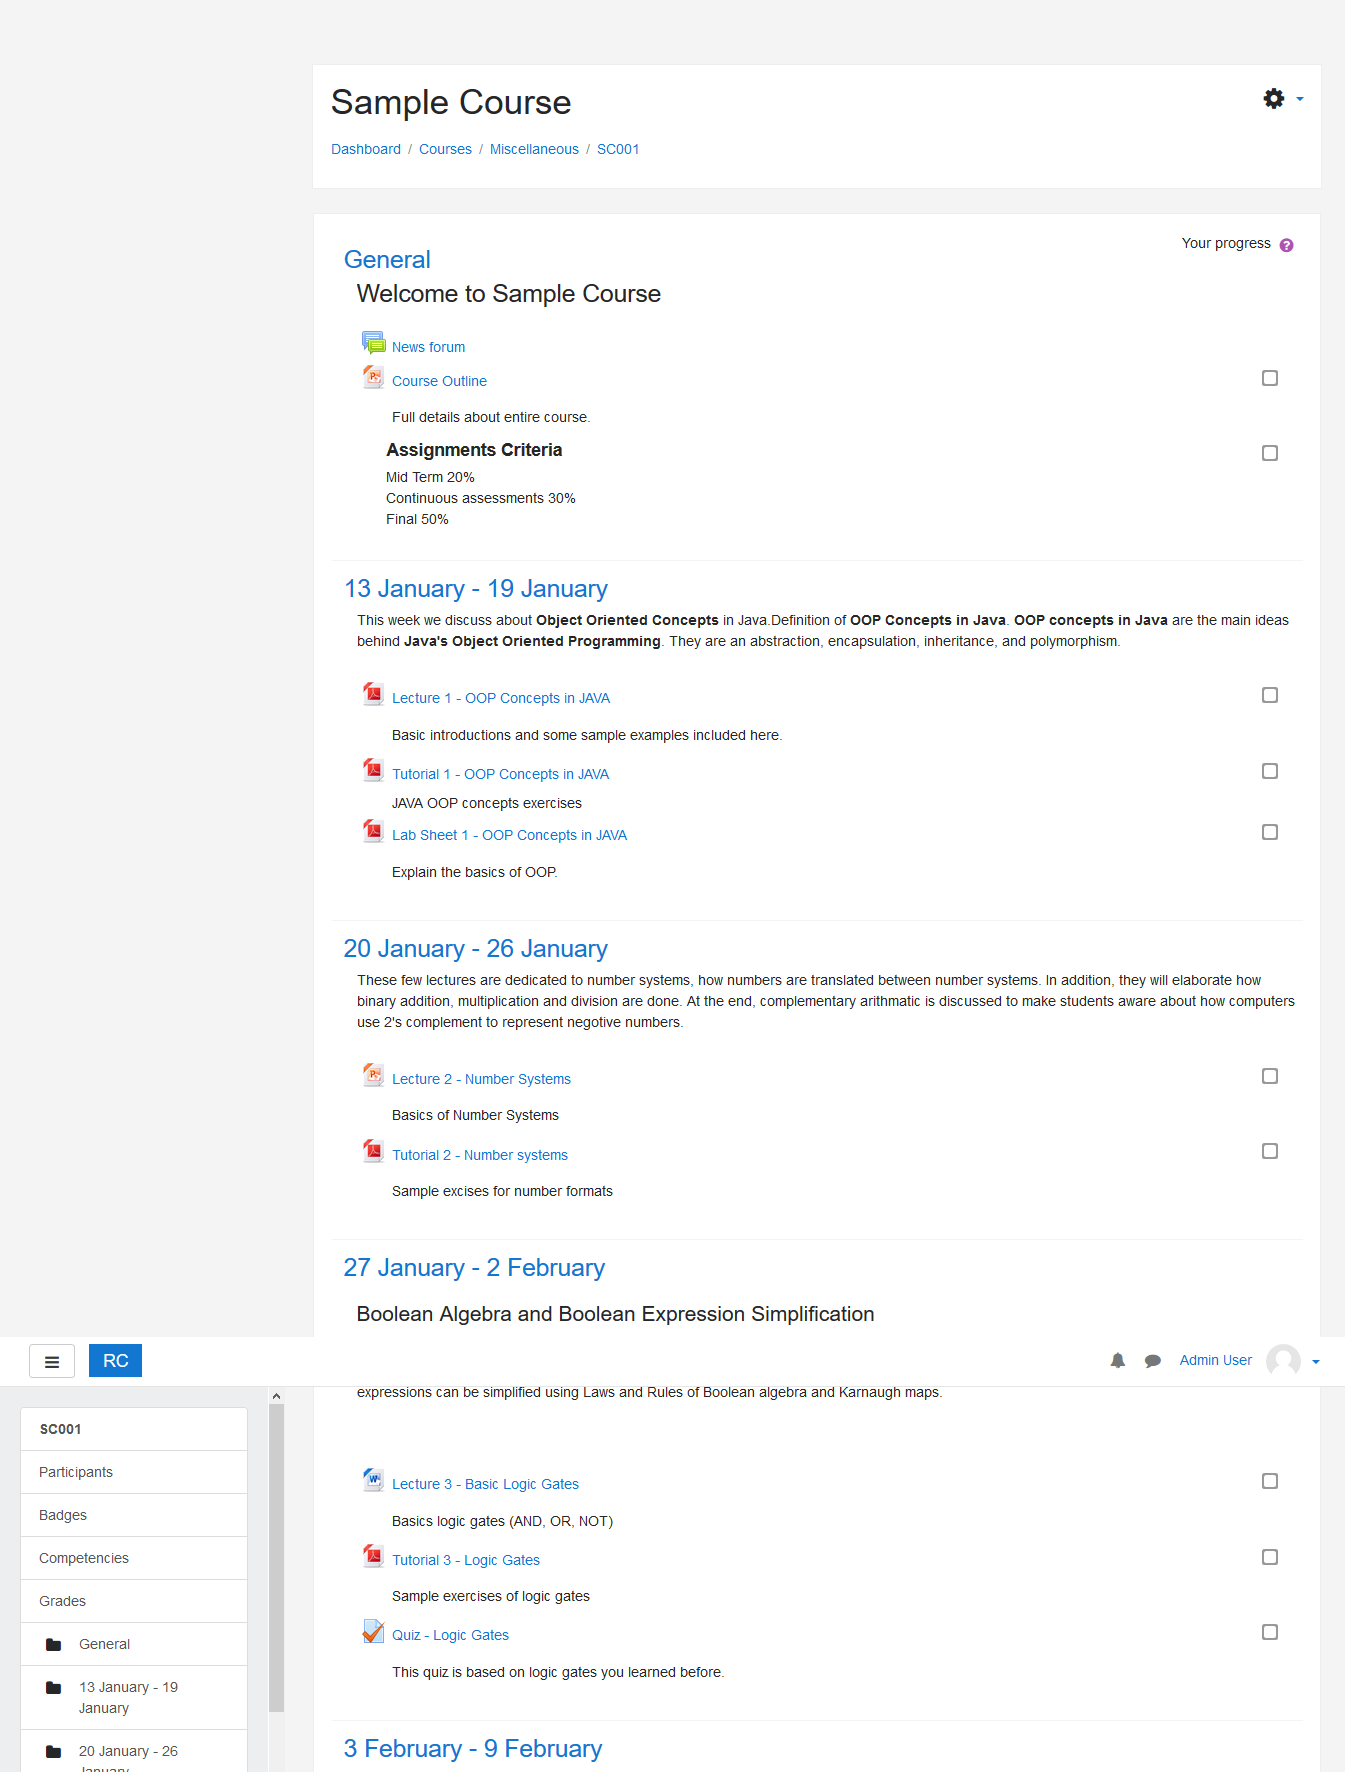 Sample Course
Dashboard / Courses / Miscellaneous / SC001
Your progress
General
Welcome to Sample Course
News forum
Course Outline
Full details about entire course.
Assignments Criteria
Mid Term 20%
Continuous assessments 30%
Final 50%
13 January - 19 January
This week we discuss about Object Oriented Concepts in Java.Definition of OOP Concepts in Java. OOP concepts in Java are the main ideas
behind Java's Object Oriented Programming. They are an abstraction, encapsulation, inheritance, and polymorphism.
Lecture 1 - OOP Concepts in JAVA
Basic introductions and some sample examples included here.
Tutorial 1 - OOP Concepts in JAVA
JAVA OOP concepts exercises
Lab Sheet 1 - OOP Concepts in JAVA
Explain the basics of OOP.
20 January - 26 January
These few lectures are dedicated to number systems, how numbers are translated between number systems. In addition, they will elaborate how
binary addition, multiplication and division are done. At the end, complementary arithmatic is discussed to make students aware about how computers
use 2's complement to represent negotive numbers.
Lecture 2 - Number Systems
Basics of Number Systems
Tutorial 2 - Number systems
Sample excises for number formats
27 January - 2 February
Boolean Algebra and Boolean Expression Simplification
RC
Admin User
expressions can be simplified using Laws and Rules of Boolean algebra and Karnaugh maps.
SC001
Participants
Badges
Competencies
Grades
General
13 January - 19
January
20 January - 26
January
Lecture 3 - Basic Logic Gates
Basics logic gates (AND, OR, NOT)
Tutorial 3 - Logic Gates
Sample exercises of logic gates
Quiz - Logic Gates
This quiz is based on logic gates you learned before.
3 February - 9 February